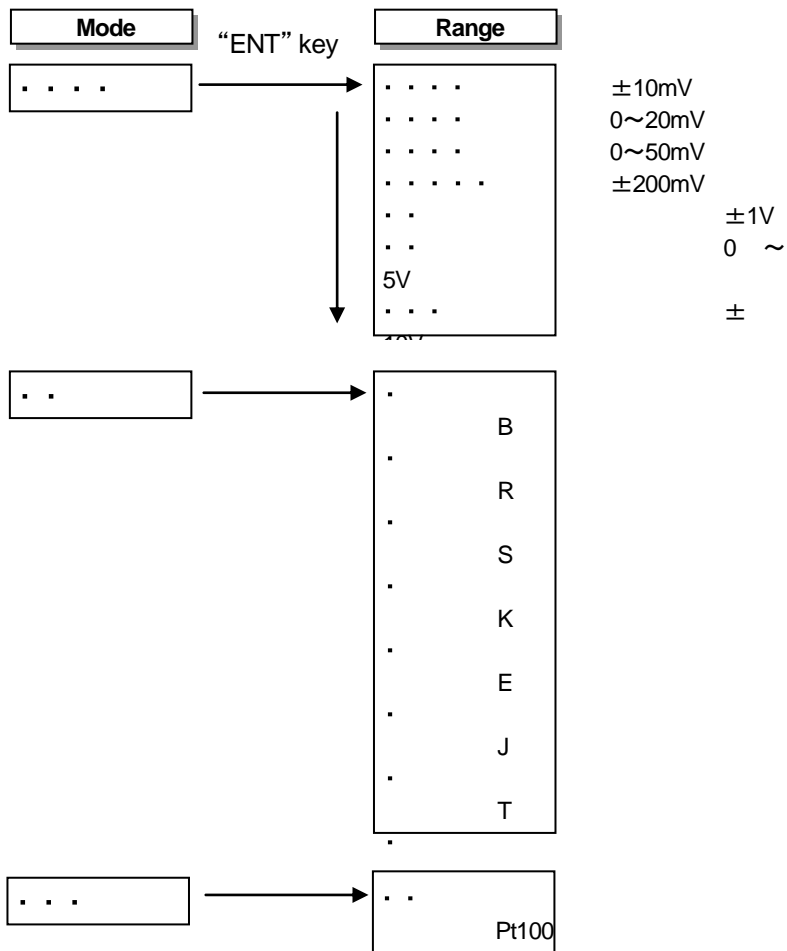 Mode “ENT” key Range
. . . . . . . . ±10mV
. . . . 0~20mV
. . . . 0~50mV
. . . . . ±200mV
. . ±1V
. . 0 ~
5V
. . . ±
. . .
B
.
R
.
S
.
K
.
E
.
J
.
T
.
. . . . .
Pt100